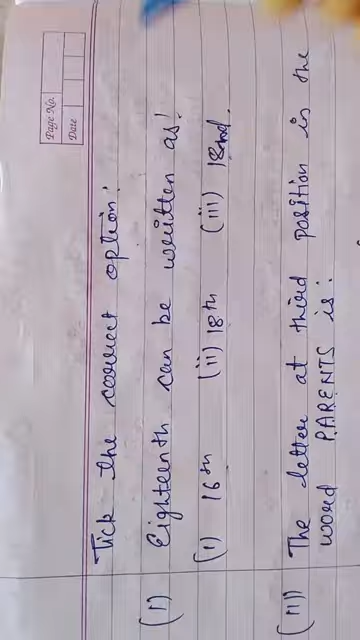 Page No.
Date
Tick the correct option:
(I) Eighteenth can be written as:
(i) 16th (ii) 18th (iii) 18nd.
(II) The letter at third position is the
word PARENTS is: